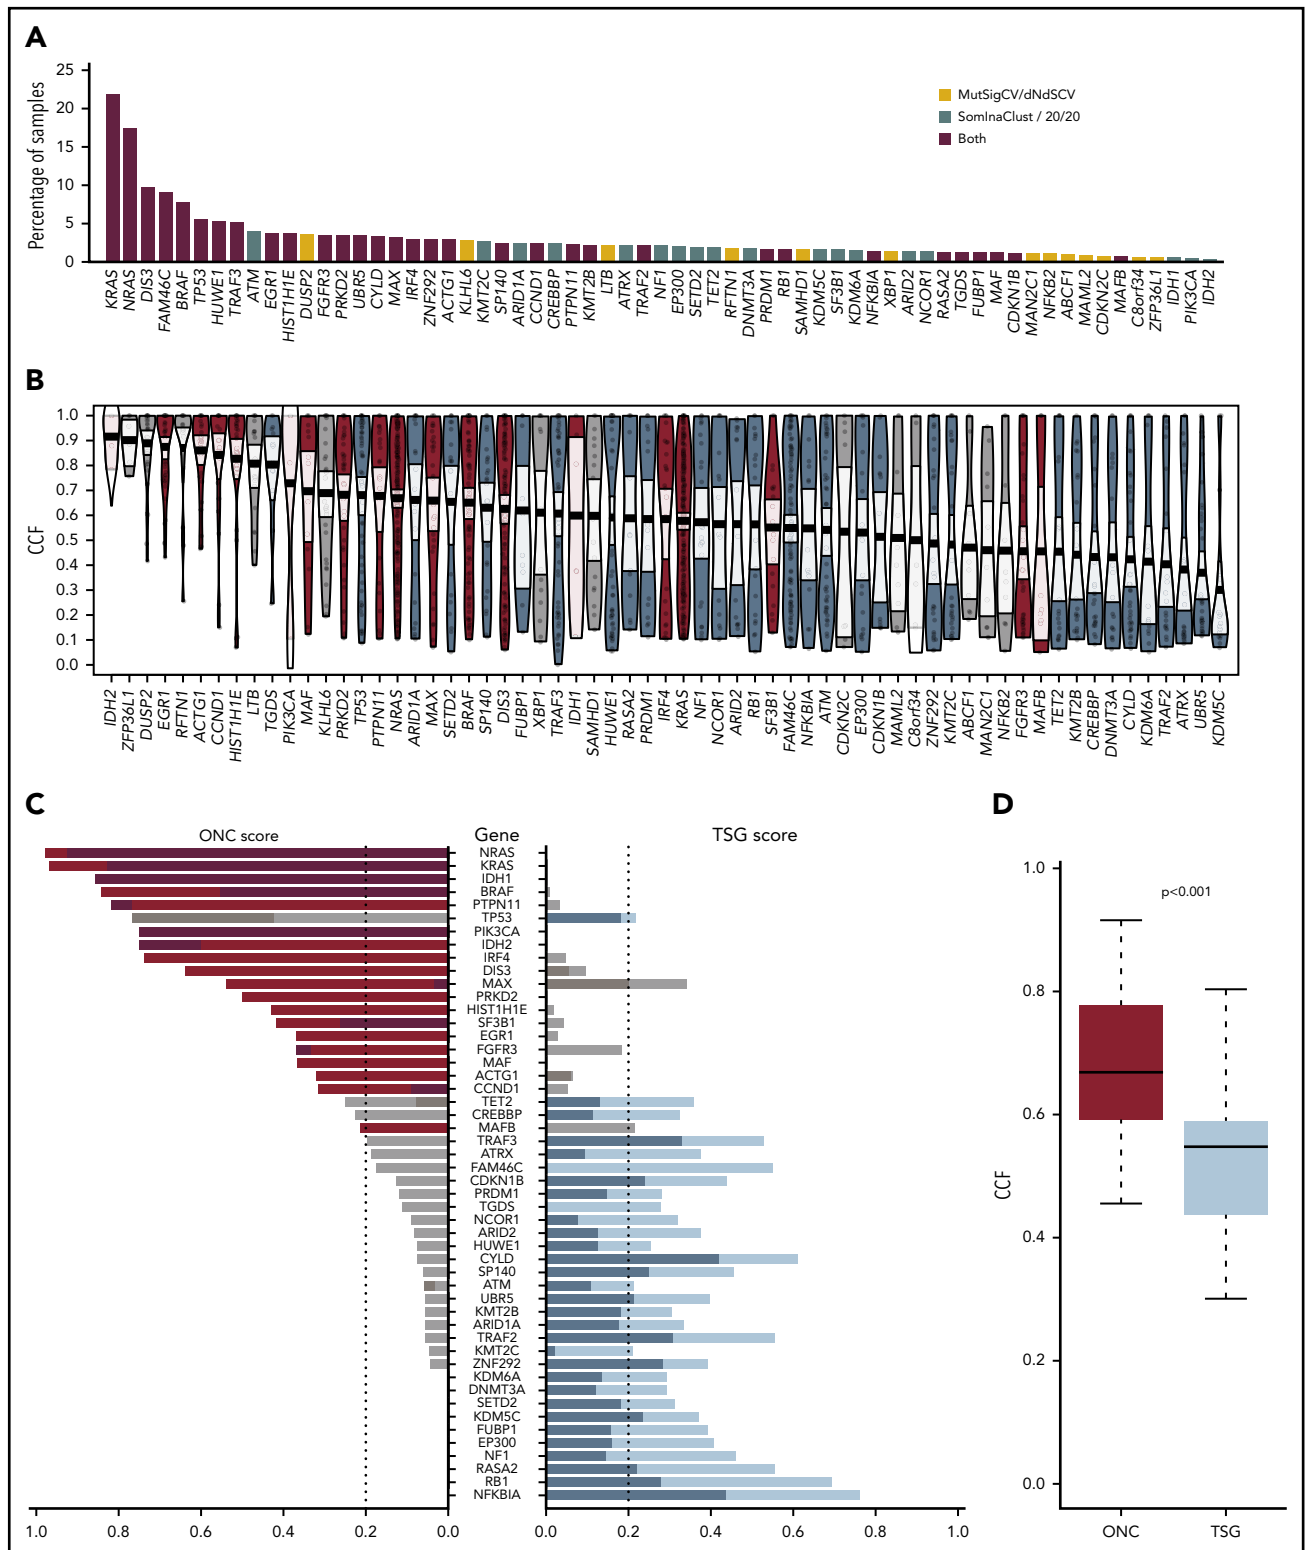 A
Percentage of samples
25
20
15
10
5
0
MutSigCV/dNdSCV
SomInaClust / 20/20
Both
KRAS NRAS DIS3 FAM46C BRAF TP53 HUWE1 TRAF3 ATM EGR1 HIST1H1E DUSP2 FGFR3 PRKD2 UBR5 CYLD MAX IRF4 ZNF292 ACTG1 KLHL6 KMT2C SP140 ARID1A CCND1 CREBBP PTPN11 KMT2B LTB ATRX TRAF2 NF1 EP300 SETD2 TET2 RFTN1 DNMT3A PRDM1 RB1 SAMHD1 KDM5C SF3B1 KDM6A NFKBIA XBP1 ARID2 NCOR1 RASA2 TGDS FUBP1 MAF CDKN1B MAN2C1 NFKB2 ABCF1 MAML2 CDKN2C MAFB C8orf34 ZFP36L1 IDH1 PIK3CA IDH2
B
CCF
1.0
0.9
0.8
0.7
0.6
0.5
0.4
0.3
0.2
0.1
0.0
IDH2 ZFP36L1 DUSP2 EGR1 RFTN1 ACTG1 CCND1 HIST1H1E LTB TGDS PIK3CA MAF KLHL6 PRKD2 TP53 PTPN11 NRAS ARID1A MAX SETD2 BRAF SP140 DIS3 FUBP1 XBP1 TRAF3 IDH1 SAMHD1 HUWE1 RASA2 PRDM1 IRF4 KRAS NF1 NCOR1 ARID2 RB1 SF3B1 FAM46C NFKBIA ATM CDKN2C EP300 CDKN1B MAML2 C8orf34 ZNF292 KMT2C ABCF1 MAN2C1 NFKB2 FGFR3 MAFB TET2 KMT2B CREBBP DNMT3A CYLD KDM6A TRAF2 ATRX UBR5 KDM5C
C
ONC score Gene TSG score
NRAS
KRAS
IDH1
BRAF
PTPN11
TP53
PIK3CA
IDH2
IRF4
DIS3
MAX
PRKD2
HIST1H1E
SF3B1
EGR1
FGFR3
MAF
ACTG1
CCND1
TET2
CREBBP
MAFB
TRAF3
ATRX
FAM46C
CDKN1B
PRDM1
TGDS
NCOR1
ARID2
HUWE1
CYLD
SP140
ATM
UBR5
KMT2B
ARID1A
TRAF2
KMT2C
ZNF292
KDM6A
DNMT3A
SETD2
KDM5C
FUBP1
EP300
NF1
RASA2
RB1
NFKBIA
1.0 0.8 0.6 0.4 0.2 0.0 0.0 0.2 0.4 0.6 0.8 1.0
D
CCF
1.0
0.8
0.6
0.4
0.2
0.0
p<0.001
ONC TSG